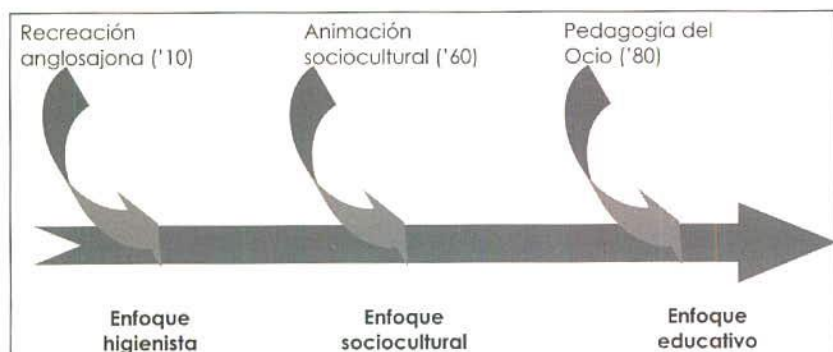 Recreación
anglosajona ('10)
Animación
sociocultural ('60)
Pedagogía del
Ocio ('80)
Enfoque
higienista
Enfoque
sociocultural
Enfoque
educativo